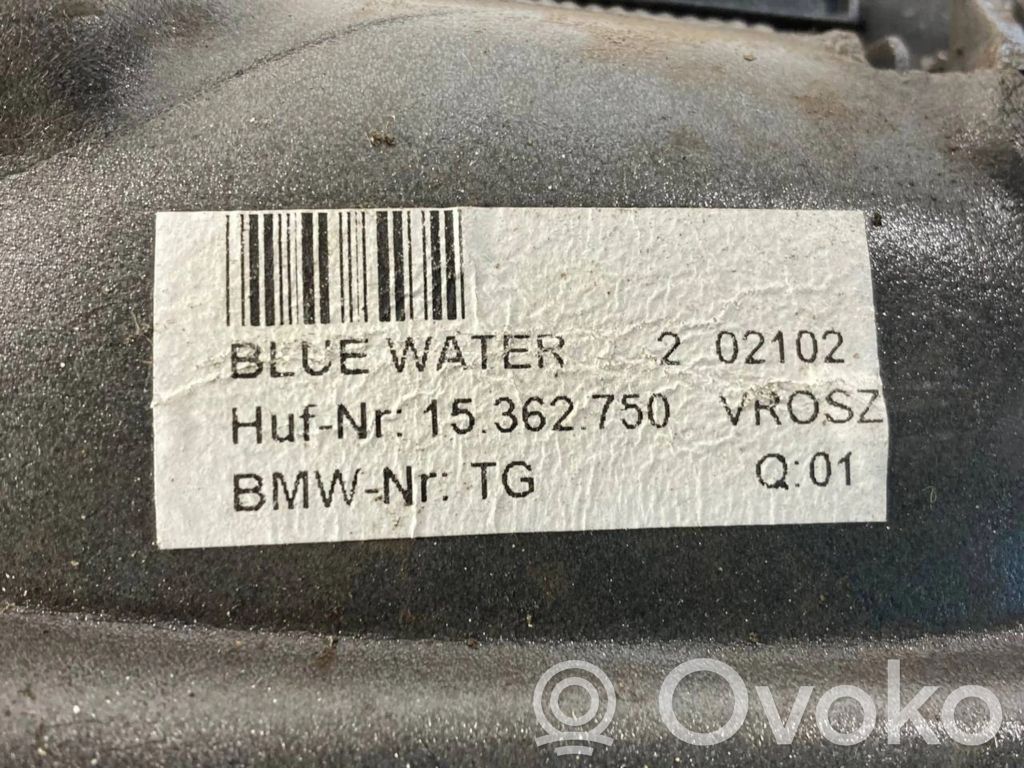 BLUE WATER 2 02102
Huf-Nr: 15.362.750 VROSZ
BMW-Nr: TG Q:01
Ovoko